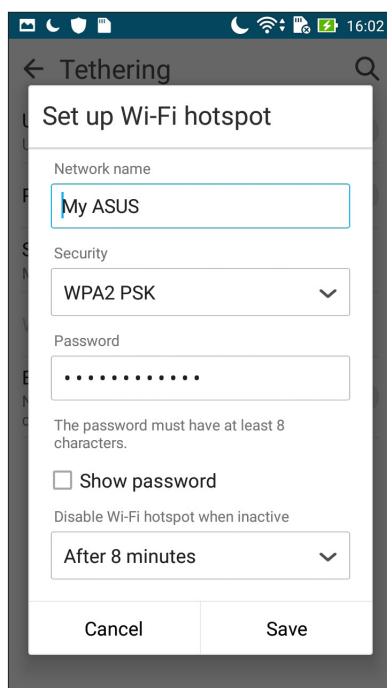 16:02
Tethering
Set up Wi-Fi hotspot
Network name
My ASUS
Security
WPA2 PSK
Password
••••••••••••
The password must have at least 8
characters.
Show password
Disable Wi-Fi hotspot when inactive
After 8 minutes
Cancel
Save